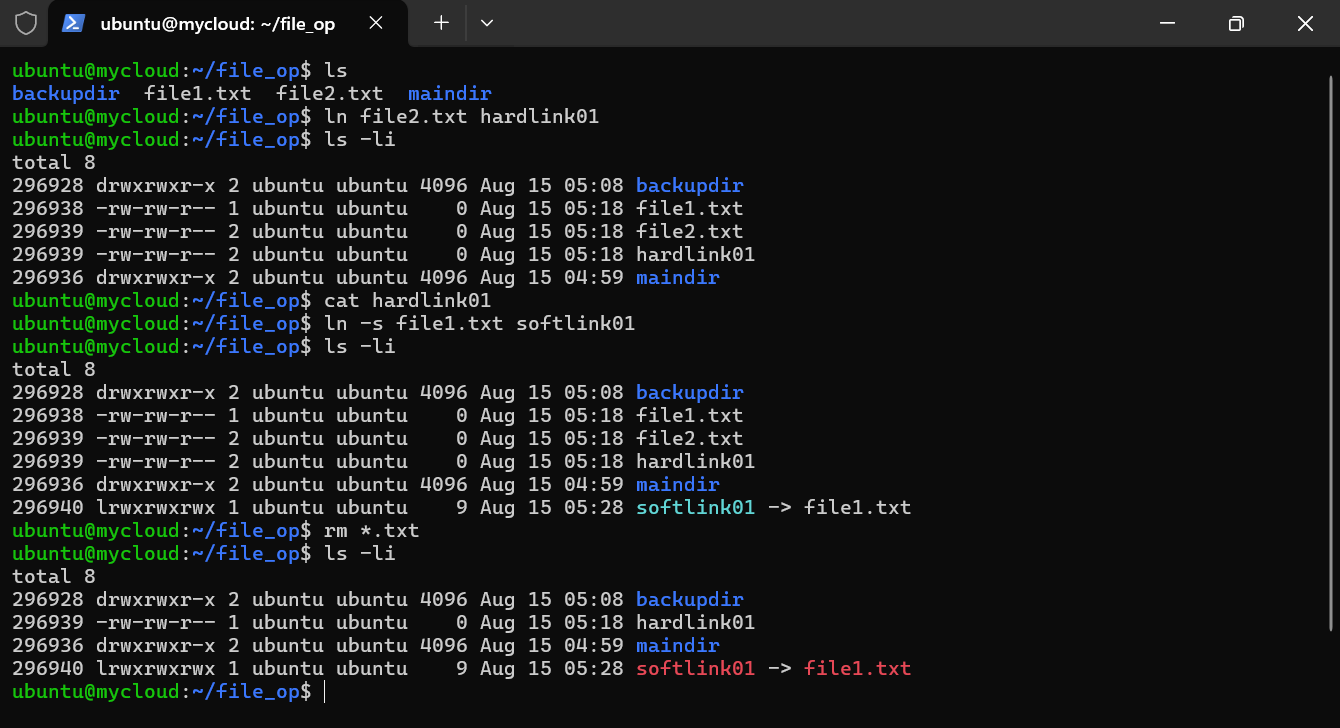 ubuntu@mycloud: ~/file_op
ubuntu@mycloud:~/file_op$ ls
backupdir  file1.txt  file2.txt  maindir
ubuntu@mycloud:~/file_op$ ln file2.txt hardlink01
ubuntu@mycloud:~/file_op$ ls -li
total 8
296928 drwxrwxr-x 2 ubuntu ubuntu 4096 Aug 15 05:08 backupdir
296938 -rw-rw-r-- 1 ubuntu ubuntu    0 Aug 15 05:18 file1.txt
296939 -rw-rw-r-- 2 ubuntu ubuntu    0 Aug 15 05:18 file2.txt
296939 -rw-rw-r-- 2 ubuntu ubuntu    0 Aug 15 05:18 hardlink01
296936 drwxrwxr-x 2 ubuntu ubuntu 4096 Aug 15 04:59 maindir
ubuntu@mycloud:~/file_op$ cat hardlink01
ubuntu@mycloud:~/file_op$ ln -s file1.txt softlink01
ubuntu@mycloud:~/file_op$ ls -li
total 8
296928 drwxrwxr-x 2 ubuntu ubuntu 4096 Aug 15 05:08 backupdir
296938 -rw-rw-r-- 1 ubuntu ubuntu    0 Aug 15 05:18 file1.txt
296939 -rw-rw-r-- 2 ubuntu ubuntu    0 Aug 15 05:18 file2.txt
296939 -rw-rw-r-- 2 ubuntu ubuntu    0 Aug 15 05:18 hardlink01
296936 drwxrwxr-x 2 ubuntu ubuntu 4096 Aug 15 04:59 maindir
296940 lrwxrwxrwx 1 ubuntu ubuntu    9 Aug 15 05:28 softlink01 -> file1.txt
ubuntu@mycloud:~/file_op$ rm *.txt
ubuntu@mycloud:~/file_op$ ls -li
total 8
296928 drwxrwxr-x 2 ubuntu ubuntu 4096 Aug 15 05:08 backupdir
296939 -rw-rw-r-- 1 ubuntu ubuntu    0 Aug 15 05:18 hardlink01
296936 drwxrwxr-x 2 ubuntu ubuntu 4096 Aug 15 04:59 maindir
296940 lrwxrwxrwx 1 ubuntu ubuntu    9 Aug 15 05:28 softlink01 -> file1.txt
ubuntu@mycloud:~/file_op$